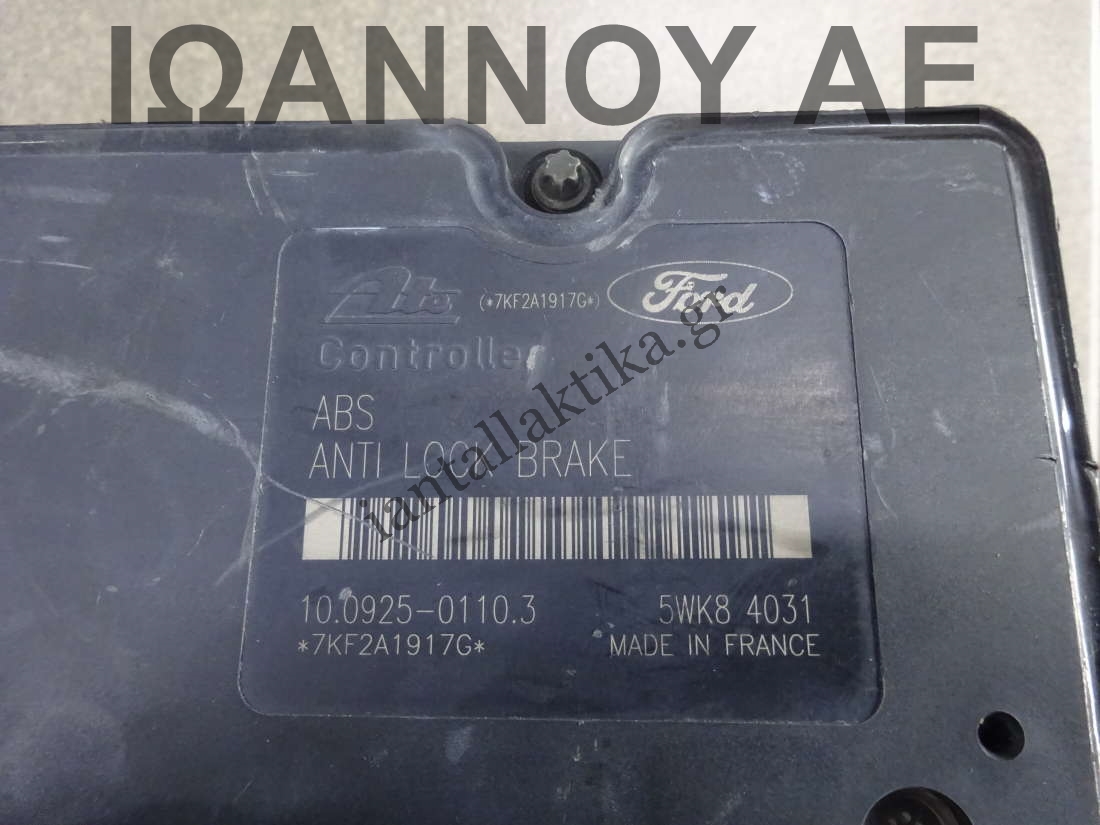 ΙΩΑΝΝΟΥ ΑΕ
Ate (*7KF2A1917G*) Ford
Controller
ABS
ANTI LOCK BRAKE
iantallaktika.gr
10.0925-0110.3 5WK8 4031
*7KF2A1917G* MADE IN FRANCE